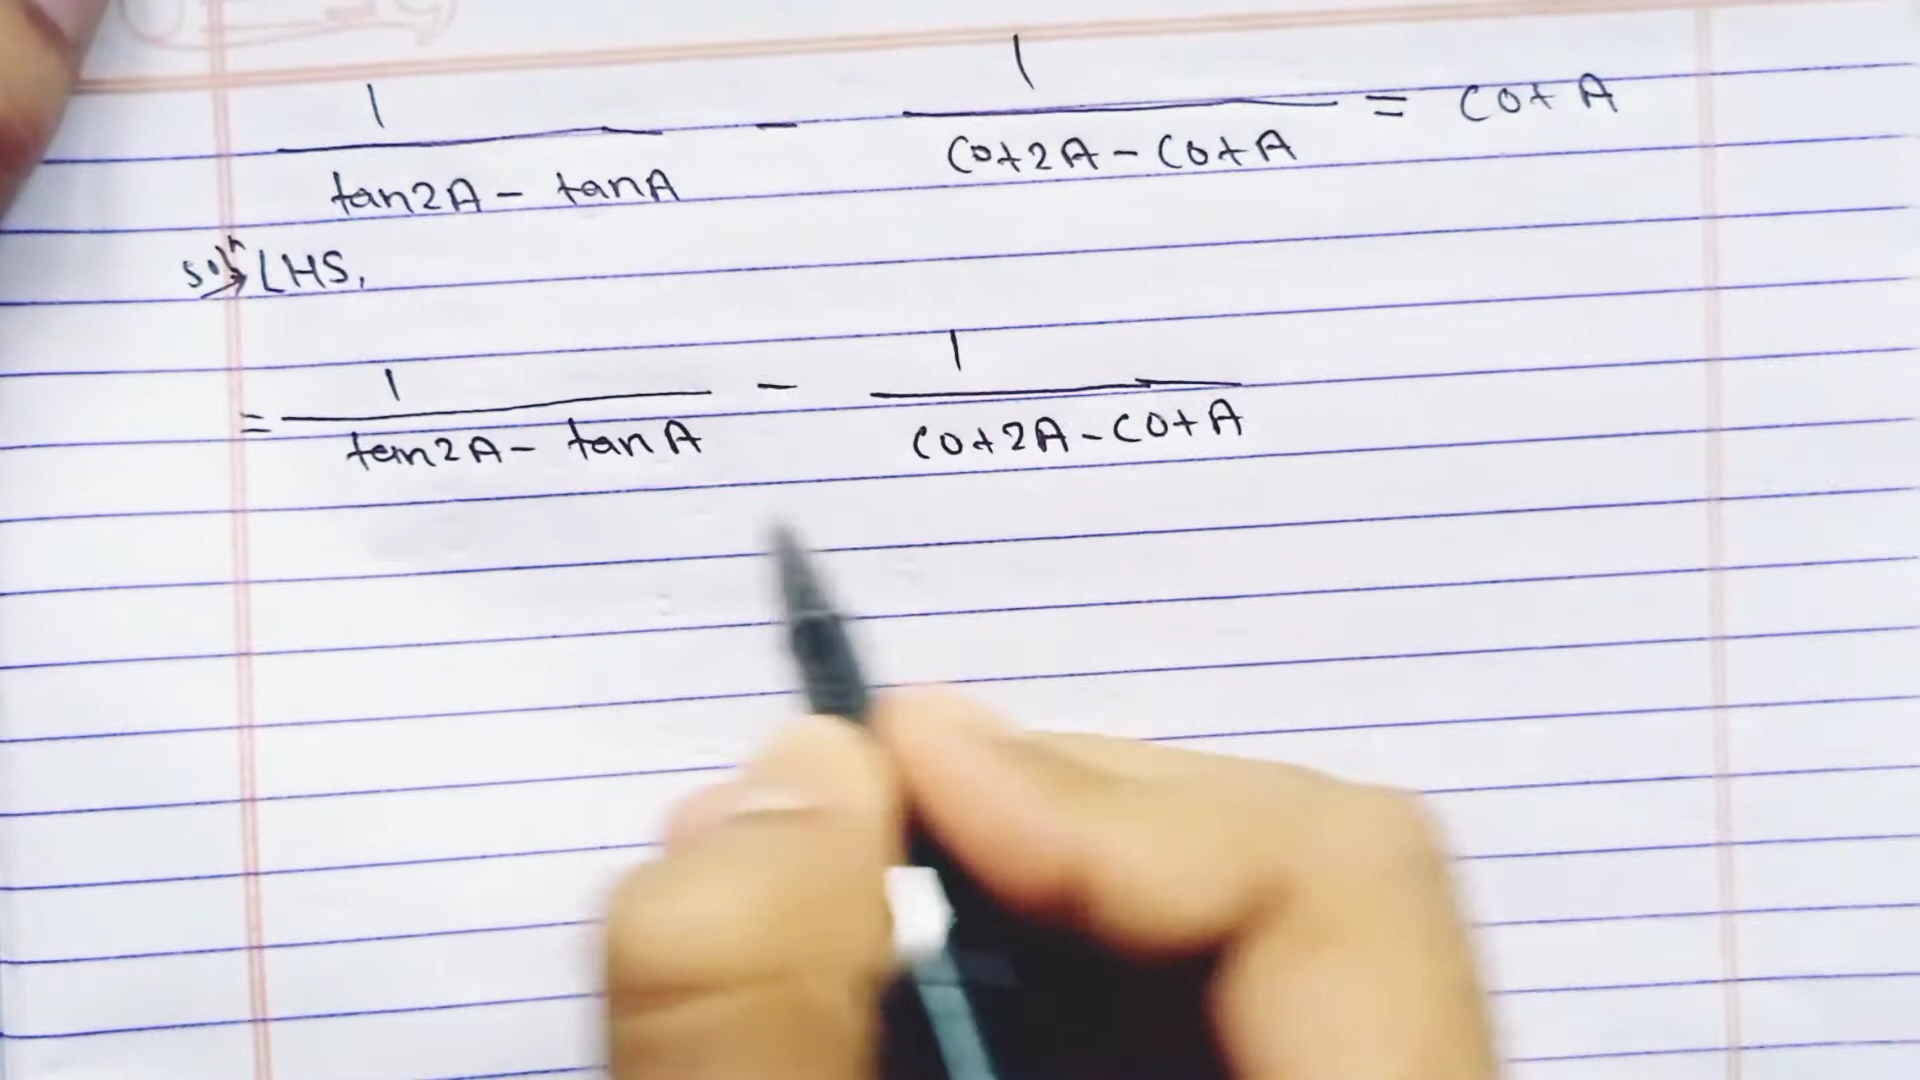 1/(tan2A - tanA) - 1/(cot2A - cotA) = cotA
solⁿ LHS,
= 1/(tan2A - tanA) - 1/(cot2A - cotA)